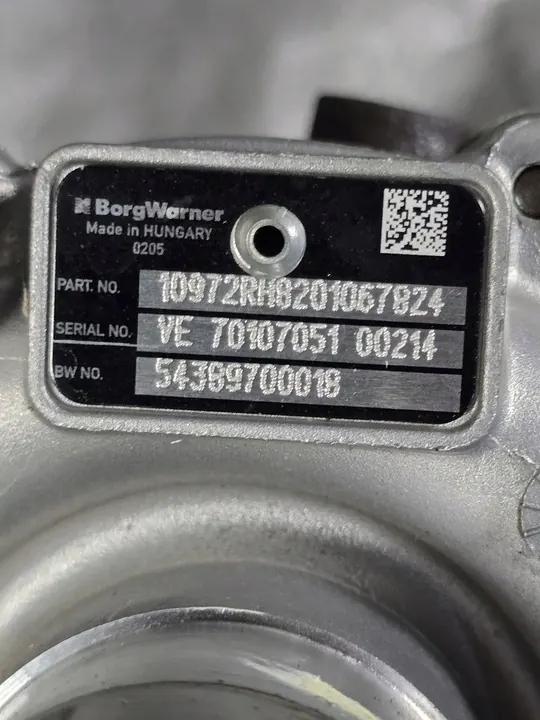 BorgWarner
Made in HUNGARY
0205
PART. NO. 10972RH8201067824
SERIAL NO. VE 70107051 00214
BW NO. 54389700018